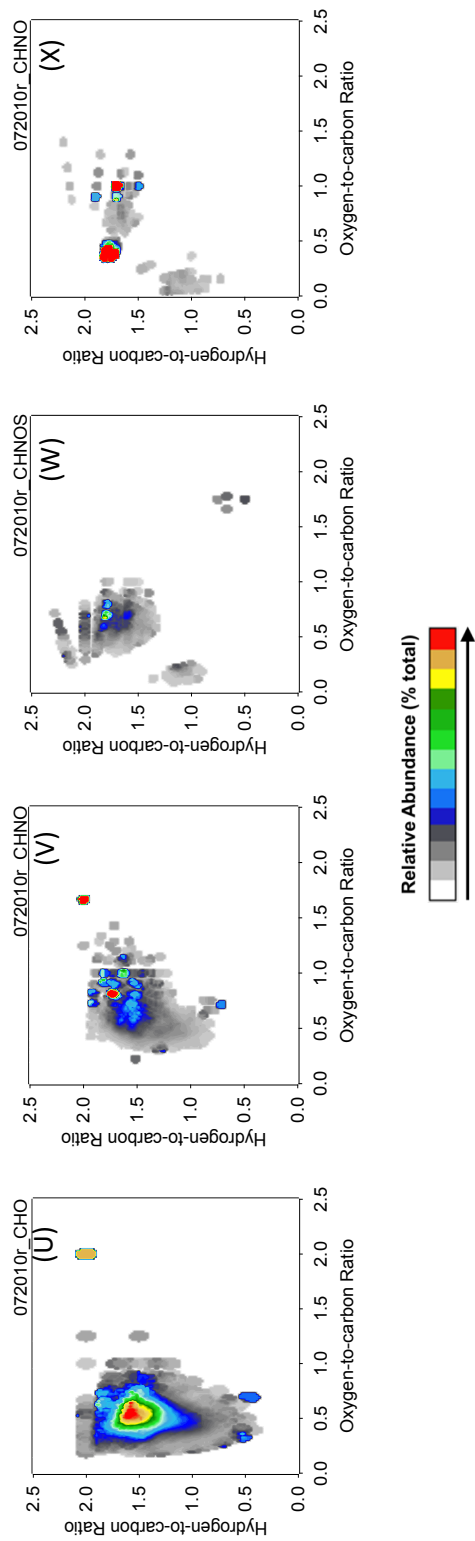 072010r_CHO
(U)
2.5
2.0
1.5
1.0
0.5
0.0
Hydrogen-to-carbon Ratio
0.0 0.5 1.0 1.5 2.0 2.5
Oxygen-to-carbon Ratio
072010r_CHNO
(V)
2.5
2.0
1.5
1.0
0.5
0.0
Hydrogen-to-carbon Ratio
0.0 0.5 1.0 1.5 2.0 2.5
Oxygen-to-carbon Ratio
072010r_CHNOS
(W)
2.5
2.0
1.5
1.0
0.5
0.0
Hydrogen-to-carbon Ratio
0.0 0.5 1.0 1.5 2.0 2.5
Oxygen-to-carbon Ratio
072010r_CHNO
(X)
2.5
2.0
1.5
1.0
0.5
0.0
Hydrogen-to-carbon Ratio
0.0 0.5 1.0 1.5 2.0 2.5
Oxygen-to-carbon Ratio
Relative Abundance (% total)